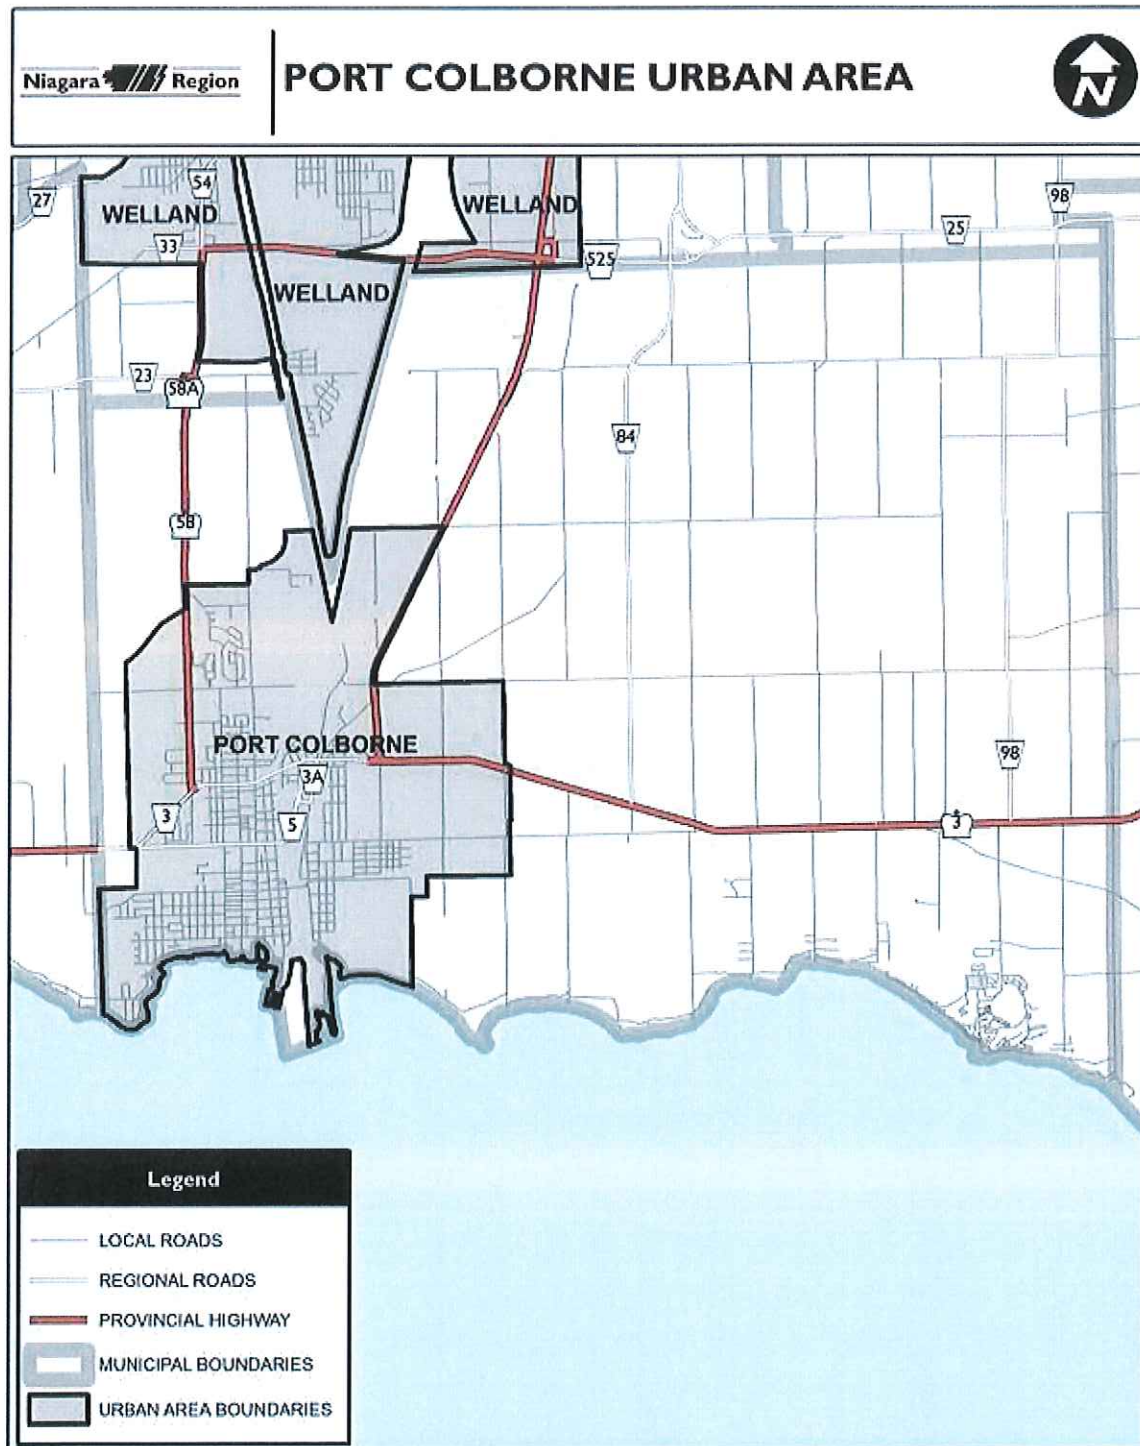 Niagara Region
PORT COLBORNE URBAN AREA
N
54
27
WELLAND
WELLAND
98
33
25
525
WELLAND
23
58A
84
58
PORT COLBORNE
98
3A
3
5
3
Legend
LOCAL ROADS
REGIONAL ROADS
PROVINCIAL HIGHWAY
MUNICIPAL BOUNDARIES
URBAN AREA BOUNDARIES